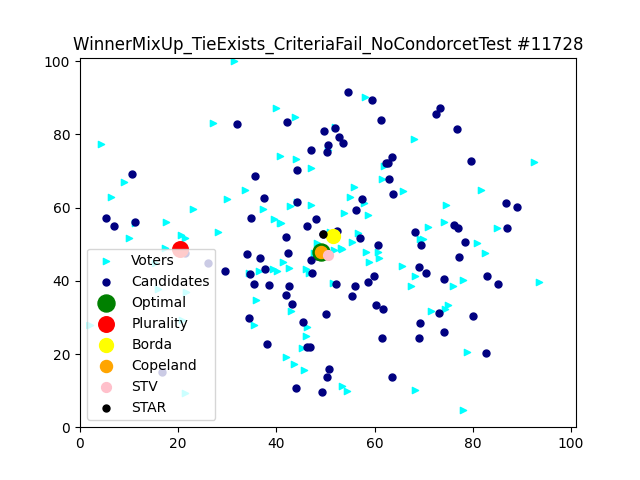 WinnerMixUp_TieExists_CriteriaFail_NoCondorcetTest #11728
100
80
60
40
20
0
Voters
Candidates
Optimal
Plurality
Borda
Copeland
STV
STAR
0 20 40 60 80 100